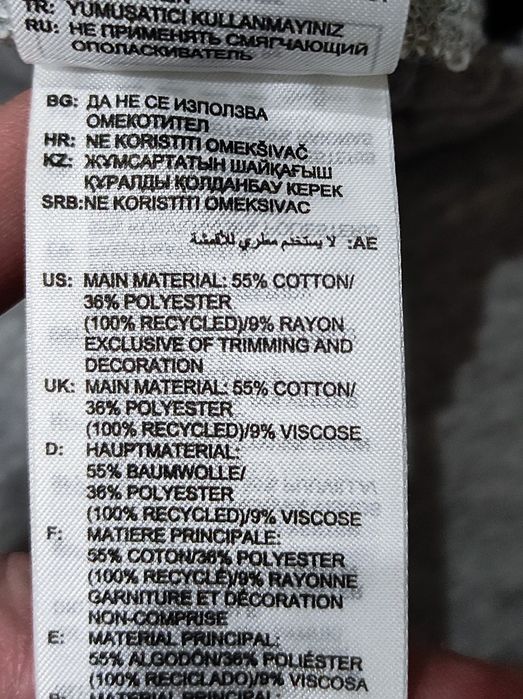 TR: YUMUŞATICI KULLANMAYINIZ
RU: НЕ ПРИМЕНЯТЬ СМЯГЧАЮЩИЙ
ОПОЛАСКИВАТЕЛЬ
BG: ДА НЕ СЕ ИЗПОЛЗВА
ОМЕКОТИТЕЛ
HR: NE KORISTITI OMEKŠIVAČ
KZ: ЖҰМСАРТАТЫН ШАЙҚАҒЫШ
ҚҰРАЛДЫ ҚОЛДАНБАУ КЕРЕК
SRB:NE KORISTITI OMEKSIVAC
AE: لا يستخدم مطري للأقمشة
US: MAIN MATERIAL: 55% COTTON/
36% POLYESTER
(100% RECYCLED)/9% RAYON
EXCLUSIVE OF TRIMMING AND
DECORATION
UK: MAIN MATERIAL: 55% COTTON/
36% POLYESTER
(100% RECYCLED)/9% VISCOSE
D: HAUPTMATERIAL:
55% BAUMWOLLE/
36% POLYESTER
(100% RECYCLED)/9% VISCOSE
F: MATIERE PRINCIPALE:
55% COTON/36% POLYESTER
(100% RECYCLÉ)/9% RAYONNE
GARNITURE ET DÉCORATION
NON-COMPRISE
E: MATERIAL PRINCIPAL:
55% ALGODÓN/36% POLIÉSTER
(100% RECICLADO)/9% VISCOSA
MATERIAL PRINCIPAL: